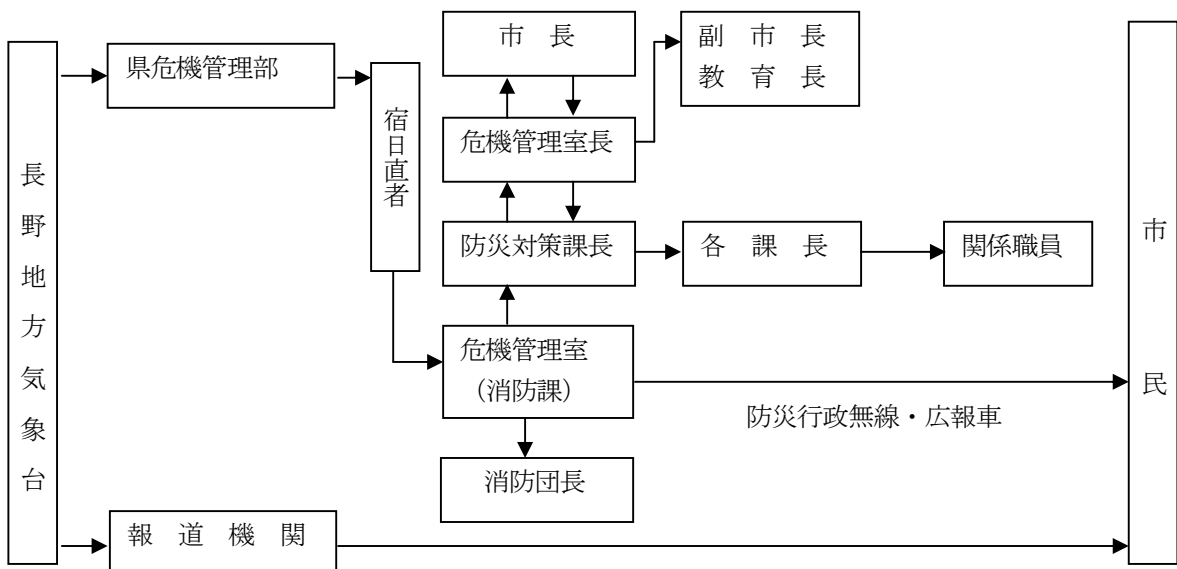 長野地方気象台
県危機管理部
宿日直者
市　長
副　市　長
教　育　長
危機管理室長
防災対策課長
各　課　長
関係職員
危機管理室
（消防課）
防災行政無線・広報車
消防団長
報　道　機　関
市民